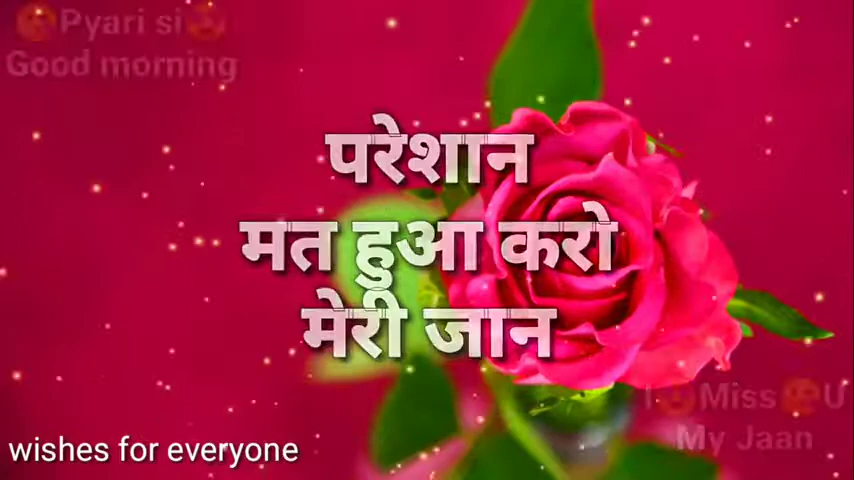 😘Pyari si😘
Good morning
परेशान
मत हुआ करो
मेरी जान
I😘Miss😘U
My Jaan
wishes for everyone